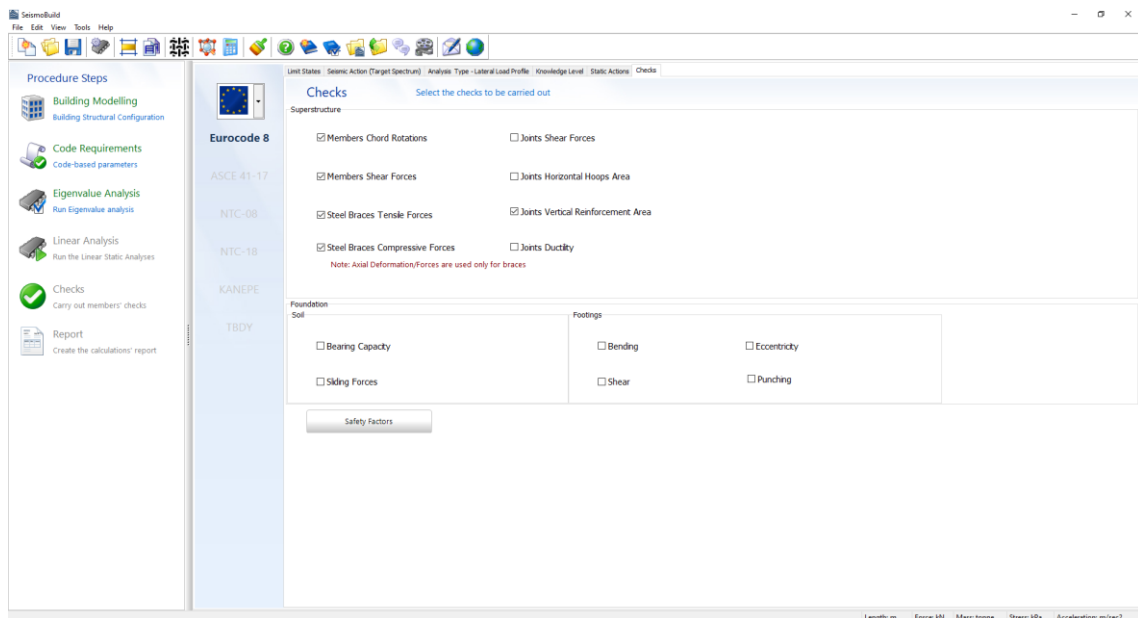 SeismoBuild
File Edit View Tools Help
Procedure Steps
Building Modelling
Building Structural Configuration
Code Requirements
Code-based parameters
Eigenvalue Analysis
Run Eigenvalue analysis
Linear Analysis
Run the Linear Static Analyses
Checks
Carry out members' checks
Report
Create the calculations' report
Eurocode 8
ASCE 41-17
NTC-08
NTC-18
KANEPE
TBDY
Limit States Seismic Action (Target Spectrum) Analysis Type - Lateral Load Profile Knowledge Level Static Actions Checks
Checks Select the checks to be carried out
Superstructure
Members Chord Rotations Joints Shear Forces
Members Shear Forces Joints Horizontal Hoops Area
Steel Braces Tensile Forces Joints Vertical Reinforcement Area
Steel Braces Compressive Forces Joints Ductility
Note: Axial Deformation/Forces are used only for braces
Foundation
Soil Footings
Bearing Capacity Bending Eccentricity
Sliding Forces Shear Punching
Safety Factors
Length: m Force: kN Mass: tonne Stress: kPa Acceleration: m/sec2